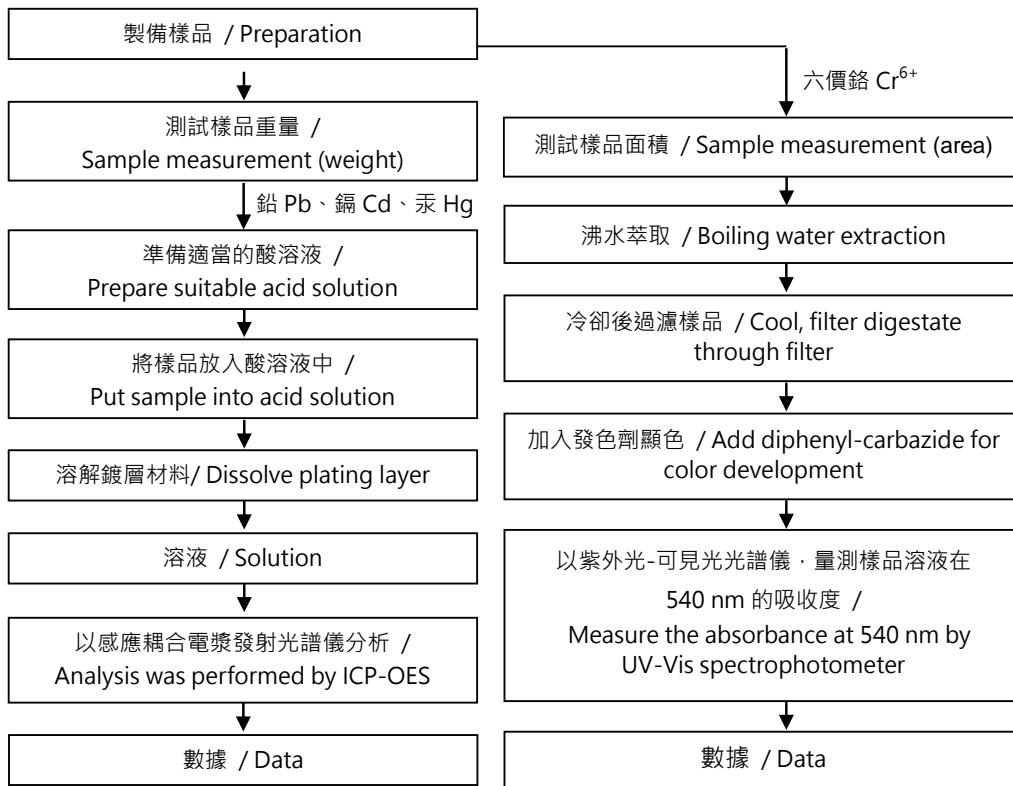 製備樣品 / Preparation
測試樣品重量 /
Sample measurement (weight)
鉛 Pb、鎘 Cd、汞 Hg
準備適當的酸溶液 /
Prepare suitable acid solution
將樣品放入酸溶液中 /
Put sample into acid solution
溶解鍍層材料/ Dissolve plating layer
溶液 / Solution
以感應耦合電漿發射光譜儀分析 /
Analysis was performed by ICP-OES
數據 / Data
六價鉻 Cr⁶⁺
測試樣品面積 / Sample measurement (area)
沸水萃取 / Boiling water extraction
冷卻後過濾樣品 / Cool, filter digestate
through filter
加入發色劑顯色 / Add diphenyl-carbazide for
color development
以紫外光-可見光光譜儀，量測樣品溶液在
540 nm 的吸收度 /
Measure the absorbance at 540 nm by
UV-Vis spectrophotometer
數據 / Data